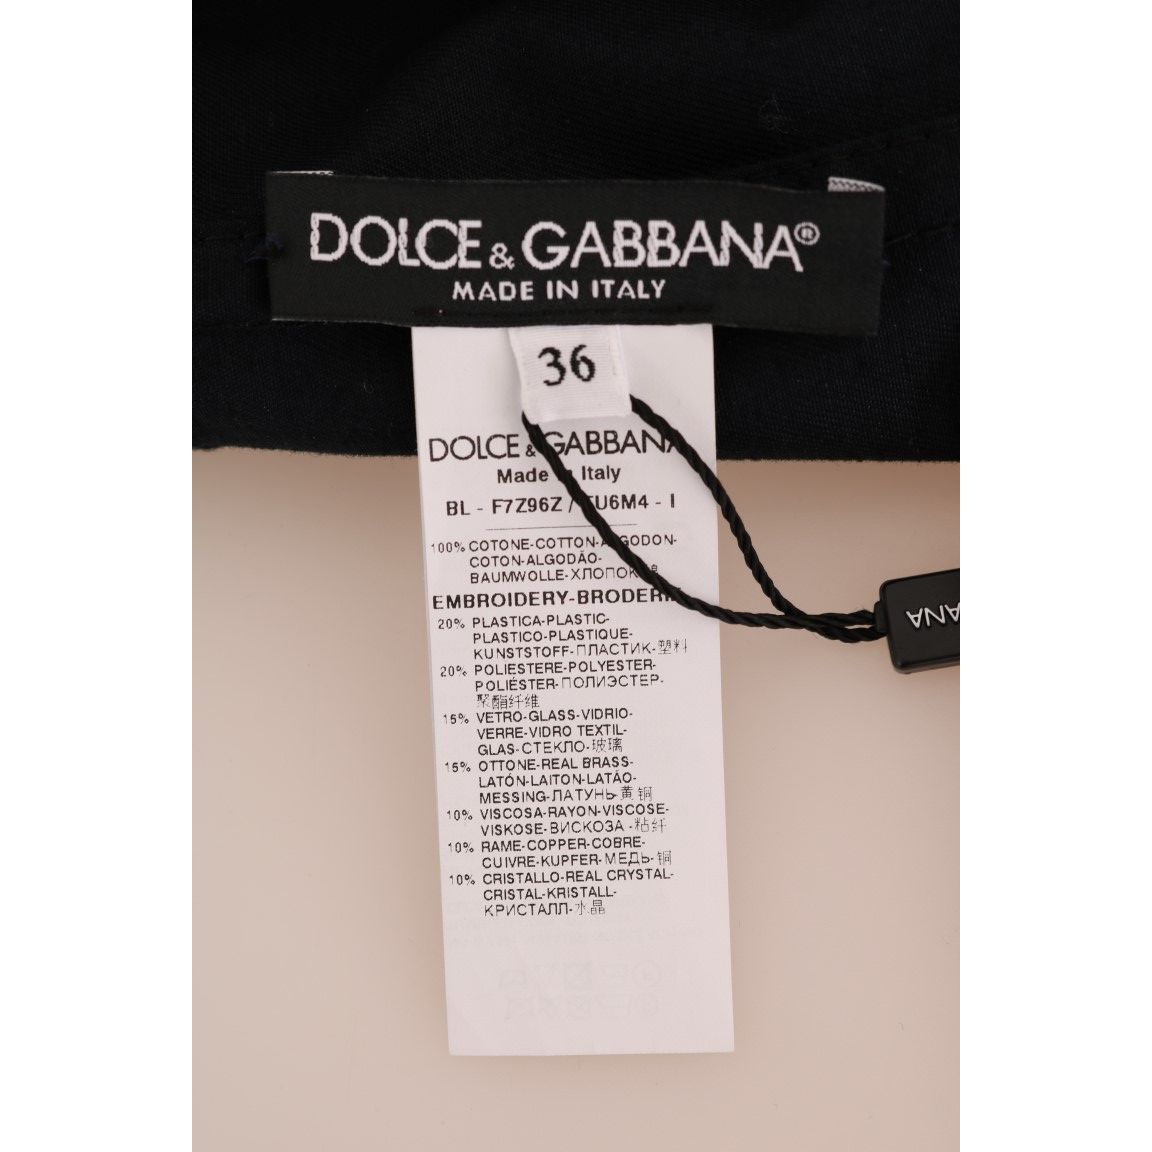 DOLCE & GABBANA®
MADE IN ITALY
36
DOLCE & GABBANA
Made in Italy
BL - F7Z96Z / FU6M4 - I
100% COTONE-COTTON-ALGODON-
COTON-ALGODÃO-
BAUMWOLLE-ХЛОПОК-棉
EMBROIDERY-BRODERIE
20% PLASTICA-PLASTIC-
PLASTICO-PLASTIQUE-
KUNSTSTOFF-ПЛАСТИК-塑料
20% POLIESTERE-POLYESTER-
POLIÉSTER-ПОЛИЭСТЕР-
聚酯纤维
15% VETRO-GLASS-VIDRIO-
VERRE-VIDRO TEXTIL-
GLAS-СТЕКЛО-玻璃
15% OTTONE-REAL BRASS-
LATÓN-LAITON-LATÃO-
MESSING-ЛАТУНЬ-黄铜
10% VISCOSA-RAYON-VISCOSE-
VISKOSE-ВИСКОЗА -粘纤
10% RAME-COPPER-COBRE-
CUIVRE-KUPFER-МЕДЬ-铜
10% CRISTALLO-REAL CRYSTAL-
CRISTAL-KRISTALL-
КРИСТАЛЛ-水晶